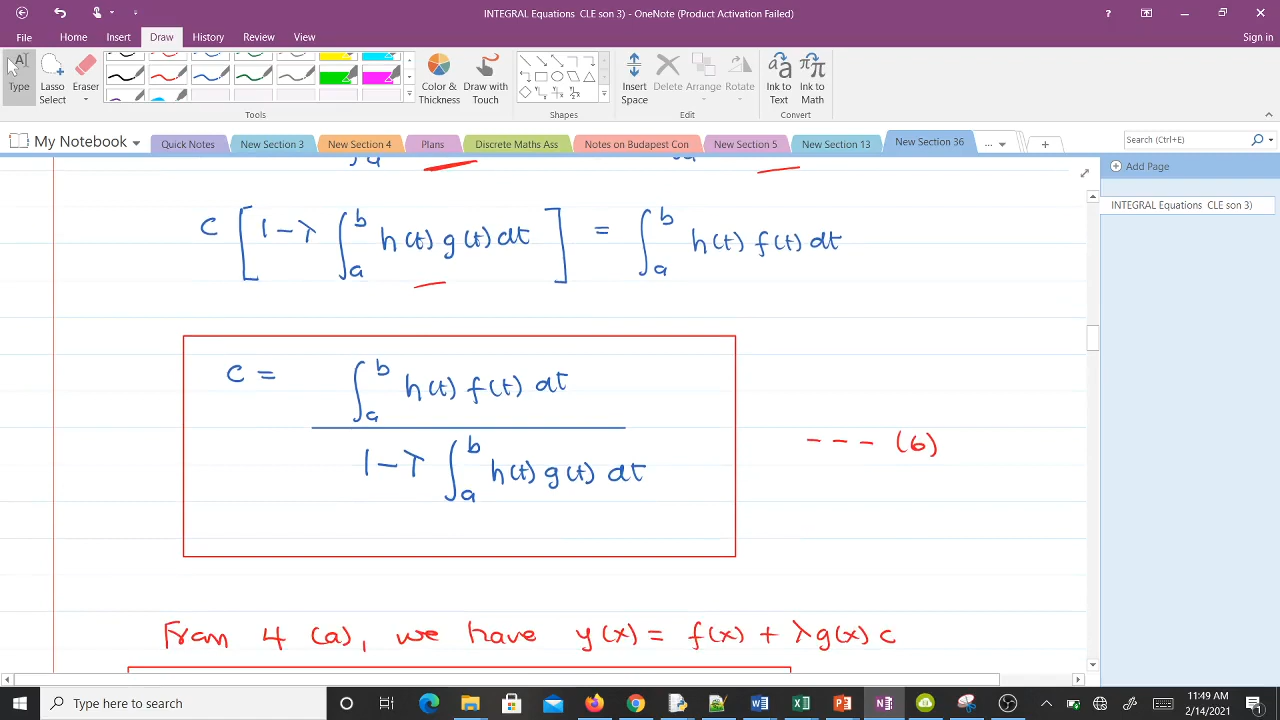 INTEGRAL Equations CLE son 3) - OneNote (Product Activation Failed)
?
File Home Insert Draw History Review View
Sign in
Type
Lasso Select
Eraser
Color & Thickness
Draw with Touch
Insert Space
Delete
Arrange
Rotate
Ink to Text
Ink to Math
Tools Shapes Edit Convert
My Notebook
Quick Notes
New Section 3
New Section 4
Plans
Discrete Maths Ass
Notes on Budapest Con
New Section 5
New Section 13
New Section 36
...
+
Search (Ctrl+E)
Add Page
INTEGRAL Equations CLE son 3)
c [ 1 - λ ∫_a^b h(t) g(t) dt ] = ∫_a^b h(t) f(t) dt
c = ∫_a^b h(t) f(t) dt
1 - λ ∫_a^b h(t) g(t) dt
- - - (6)
From 4 (a), we have y(x) = f(x) + λ g(x) c
Type here to search
11:49 AM
2/14/2021